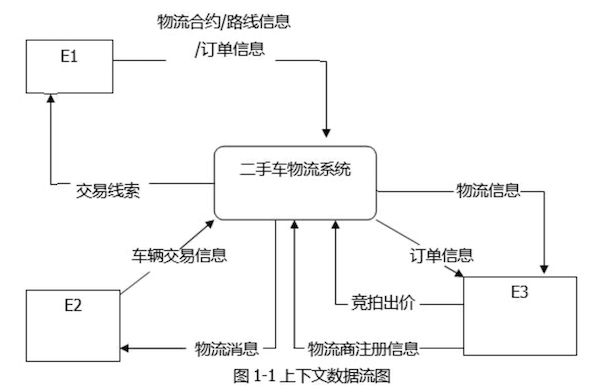 物流合约/路线信息
/订单信息
E1
二手车物流系统
交易线索
物流信息
车辆交易信息
订单信息
E2
E3
竞拍出价
物流消息
物流商注册信息
图 1-1 上下文数据流图